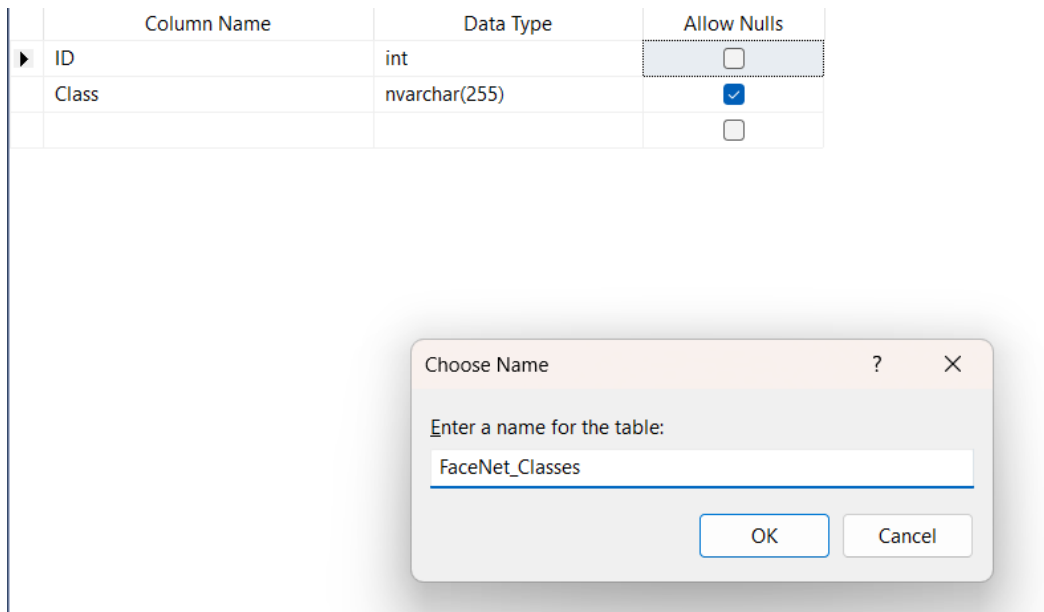 Column Name Data Type Allow Nulls
ID int
Class nvarchar(255)
Choose Name ?
Enter a name for the table:
FaceNet_Classes
OK Cancel